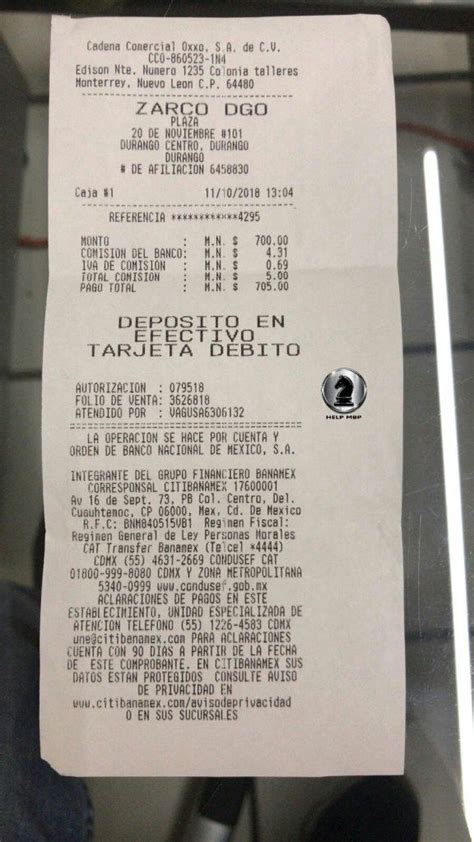 Cadena Comercial Oxxo, S.A. de C.V.
CCO-860523-1N4
Edison Nte. Numero 1235 Colonia talleres
Monterrey, Nuevo Leon C.P. 64480
ZARCO DGO
PLAZA
20 DE NOVIEMBRE #101
DURANGO CENTRO, DURANGO
DURANGO
# DE AFILIACION 6458830
Caja #1 11/10/2018 13:04
REFERENCIA ************4295
MONTO : M.N. $ 700.00
COMISION DEL BANCO: M.N. $ 4.31
IVA DE COMISION : M.N. $ 0.69
TOTAL COMISION : M.N. $ 5.00
PAGO TOTAL : M.N. $ 705.00
DEPOSITO EN
EFECTIVO
TARJETA DEBITO
AUTORIZACION : 079518
FOLIO DE VENTA: 3626818
ATENDIDO POR : VAGUSA6306132
HELP MBP
LA OPERACION SE HACE POR CUENTA Y
ORDEN DE BANCO NACIONAL DE MEXICO, S.A.
INTEGRANTE DEL GRUPO FINANCIERO BANAMEX
CORRESPONSAL CITIBANAMEX 17600001
Av 16 de Sept. 73, PB Col. Centro, Del.
Cuauhtemoc, CP 06000, Mex, Cd. De Mexico
R.F.C: BNM840515VB1 Regimen Fiscal:
Regimen General de Ley Personas Morales
CAT Transfer Banamex (Telcel *4444)
CDMX (55) 4631-2669 CONDUSEF CAT
01800-999-8080 CDMX Y ZONA METROPOLITANA
5340-0999 www.condusef.gob.mx
ACLARACIONES DE PAGOS EN ESTE
ESTABLECIMIENTO, UNIDAD ESPECIALIZADA DE
ATENCION TELEFONO (55) 1226-4583 CDMX
une@citibanamex.com PARA ACLARACIONES
CUENTA CON 90 DIAS A PARTIR DE LA FECHA
DE ESTE COMPROBANTE. EN CITIBANAMEX SUS
DATOS ESTAN PROTEGIDOS CONSULTE AVISO
DE PRIVACIDAD EN
www.citibanamex.com/avisodeprivacidad
O EN SUS SUCURSALES